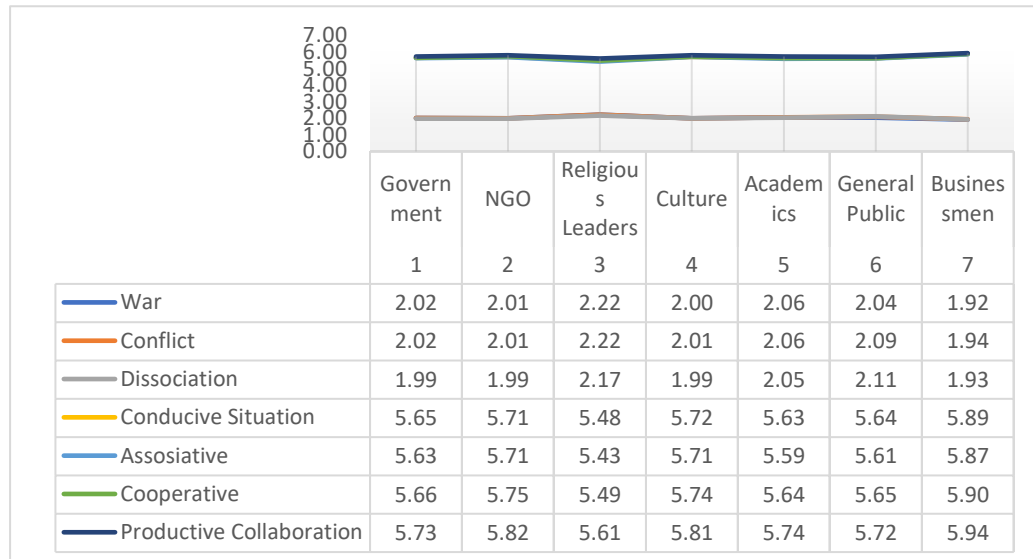 7.00
6.00
5.00
4.00
3.00
2.00
1.00
0.00
Govern
ment
NGO
Religiou
s
Leaders
Culture
Academ
ics
General
Public
Busines
smen
1 2 3 4 5 6 7
War 2.02 2.01 2.22 2.00 2.06 2.04 1.92
Conflict 2.02 2.01 2.22 2.01 2.06 2.09 1.94
Dissociation 1.99 1.99 2.17 1.99 2.05 2.11 1.93
Conducive Situation 5.65 5.71 5.48 5.72 5.63 5.64 5.89
Assosiative 5.63 5.71 5.43 5.71 5.59 5.61 5.87
Cooperative 5.66 5.75 5.49 5.74 5.64 5.65 5.90
Productive Collaboration 5.73 5.82 5.61 5.81 5.74 5.72 5.94